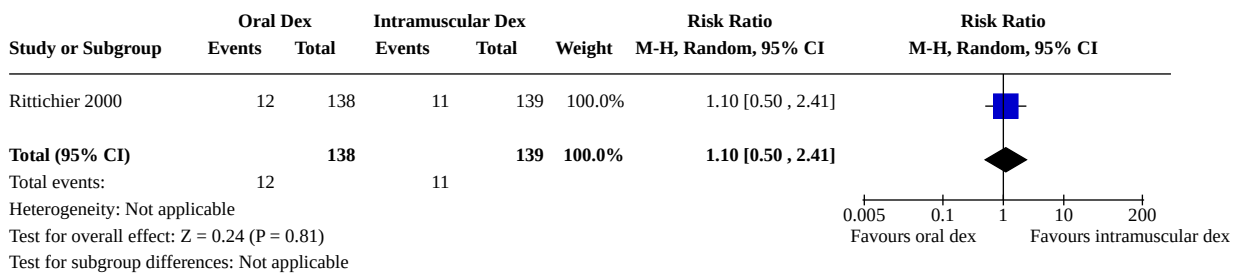 Oral Dex Intramuscular Dex Risk Ratio Risk Ratio
Study or Subgroup Events Total Events Total Weight M-H, Random, 95% CI M-H, Random, 95% CI
Rittichier 2000 12 138 11 139 100.0% 1.10 [0.50 , 2.41]
Total (95% CI) 138 139 100.0% 1.10 [0.50 , 2.41]
Total events: 12 11
Heterogeneity: Not applicable
0.005 0.1 1 10 200
Test for overall effect: Z = 0.24 (P = 0.81) Favours oral dex Favours intramuscular dex
Test for subgroup differences: Not applicable